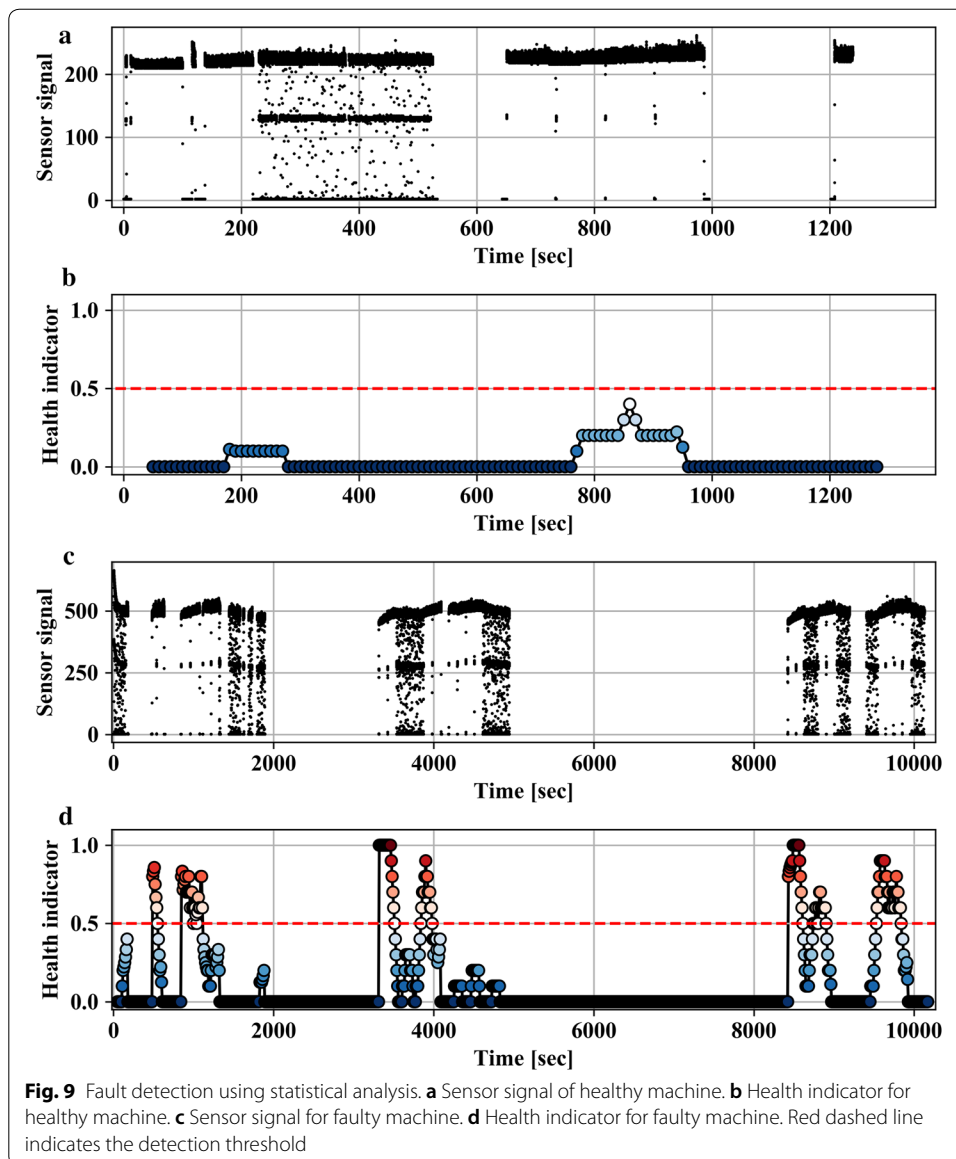 a
Sensor signal
200
100
0
0 200 400 600 800 1000 1200
Time [sec]
b
Health indicator
1.0
0.5
0.0
0 200 400 600 800 1000 1200
Time [sec]
c
Sensor signal
500
250
0
0 2000 4000 6000 8000 10000
Time [sec]
d
Health indicator
1.0
0.5
0.0
0 2000 4000 6000 8000 10000
Time [sec]
Fig. 9 Fault detection using statistical analysis. a Sensor signal of healthy machine. b Health indicator for
healthy machine. c Sensor signal for faulty machine. d Health indicator for faulty machine. Red dashed line
indicates the detection threshold